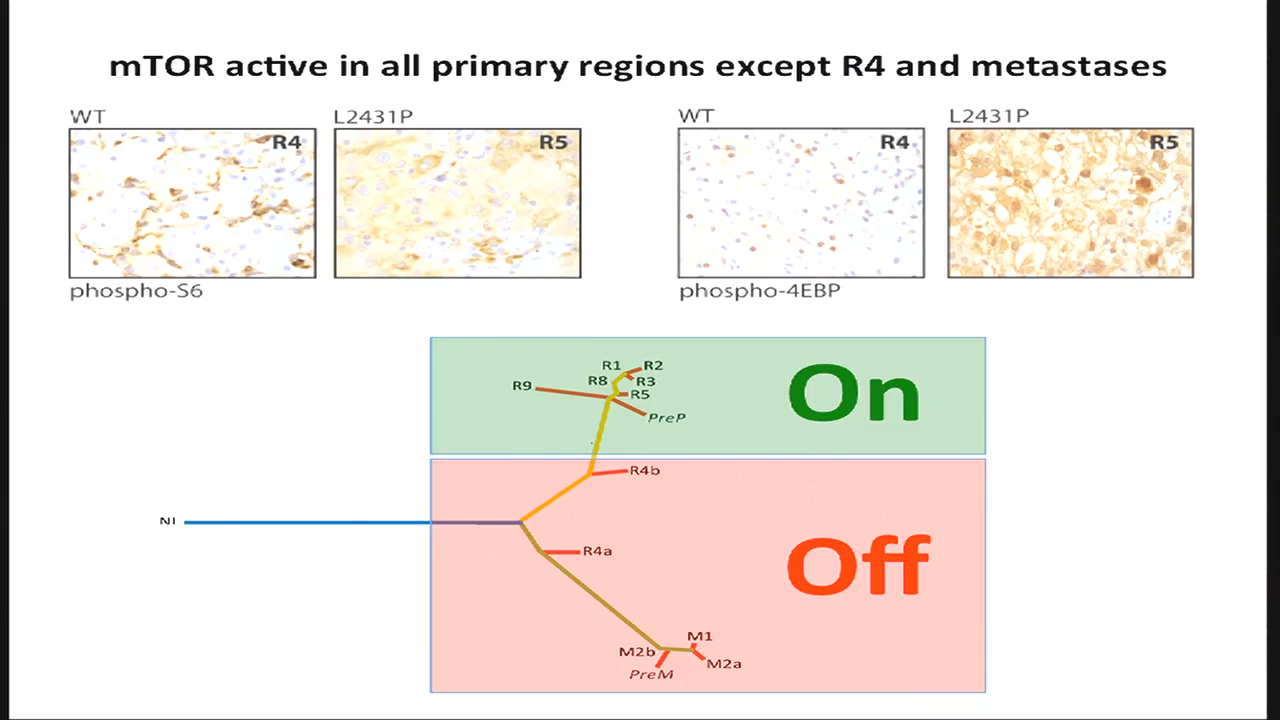 mTOR active in all primary regions except R4 and metastases
WT
L2431P
WT
L2431P
R4
R5
R4
R5
phospho-S6
phospho-4EBP
R1
R2
R8
R3
R9
R5
PreP
On
R4b
R4a
Off
M1
M2b
M2a
PreM